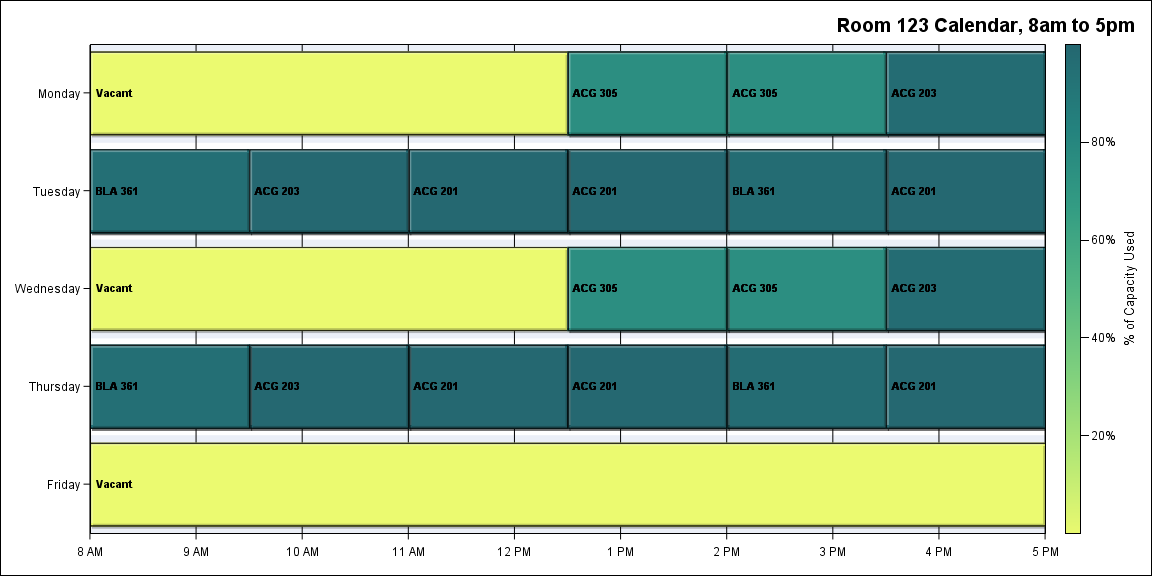 Room 123 Calendar, 8am to 5pm
Monday
Vacant
ACG 305
ACG 305
ACG 203
Tuesday
BLA 361
ACG 203
ACG 201
ACG 201
BLA 361
ACG 201
Wednesday
Vacant
ACG 305
ACG 305
ACG 203
Thursday
BLA 361
ACG 203
ACG 201
ACG 201
BLA 361
ACG 201
Friday
Vacant
8 AM
9 AM
10 AM
11 AM
12 PM
1 PM
2 PM
3 PM
4 PM
5 PM
80%
60%
40%
20%
% of Capacity Used